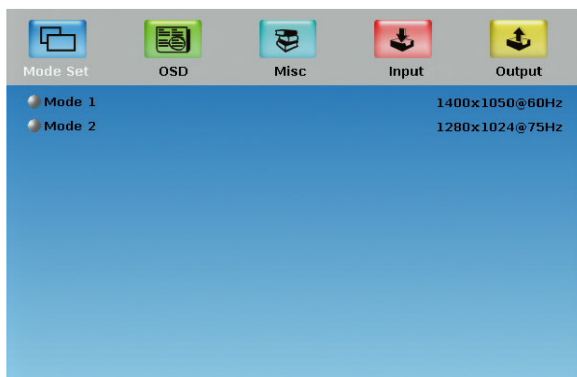 Mode Set OSD Misc Input Output
Mode 1 1400x1050@60Hz
Mode 2 1280x1024@75Hz